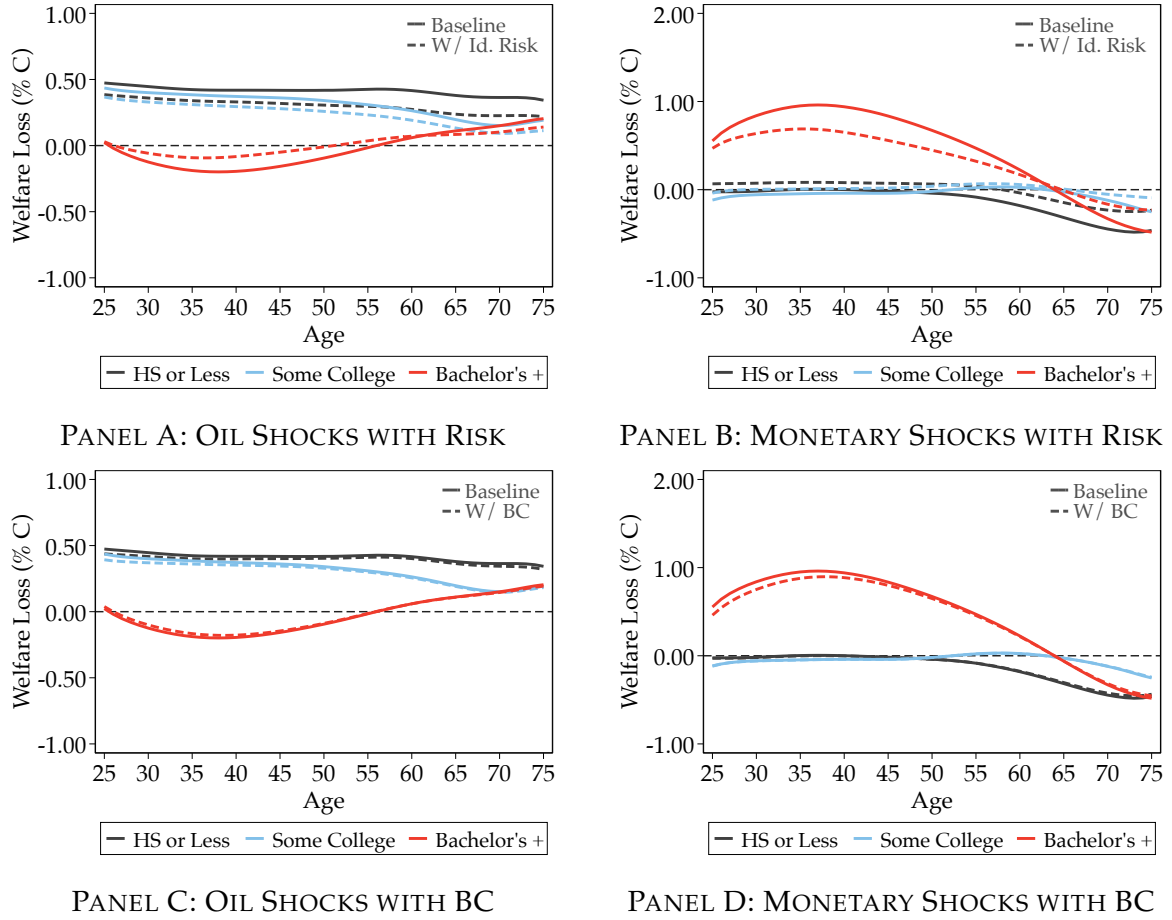 Welfare Loss (% C)
1.00
0.50
0.00
-0.50
-1.00
Baseline
W/ Id. Risk
25 30 35 40 45 50 55 60 65 70 75
Age
HS or Less Some College Bachelor's +
PANEL A: OIL SHOCKS WITH RISK
Welfare Loss (% C)
2.00
1.00
0.00
-1.00
Baseline
W/ Id. Risk
25 30 35 40 45 50 55 60 65 70 75
Age
HS or Less Some College Bachelor's +
PANEL B: MONETARY SHOCKS WITH RISK
Welfare Loss (% C)
1.00
0.50
0.00
-0.50
-1.00
Baseline
W/ BC
25 30 35 40 45 50 55 60 65 70 75
Age
HS or Less Some College Bachelor's +
PANEL C: OIL SHOCKS WITH BC
Welfare Loss (% C)
2.00
1.00
0.00
-1.00
Baseline
W/ BC
25 30 35 40 45 50 55 60 65 70 75
Age
HS or Less Some College Bachelor's +
PANEL D: MONETARY SHOCKS WITH BC